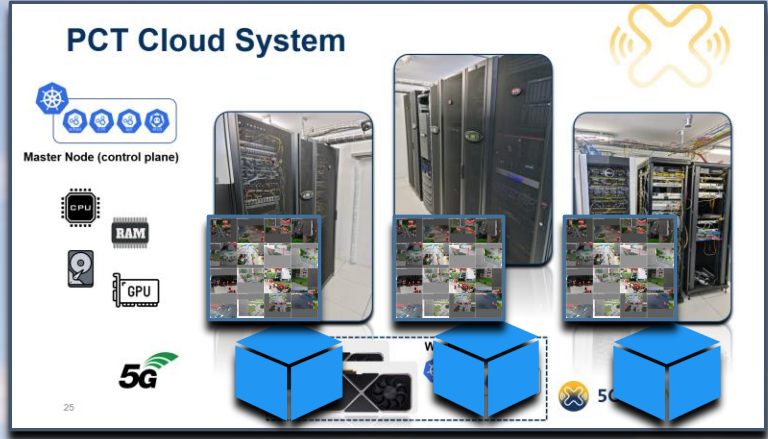 PCT Cloud System
Master Node (control plane)
CPU
RAM
GPU
5G
25